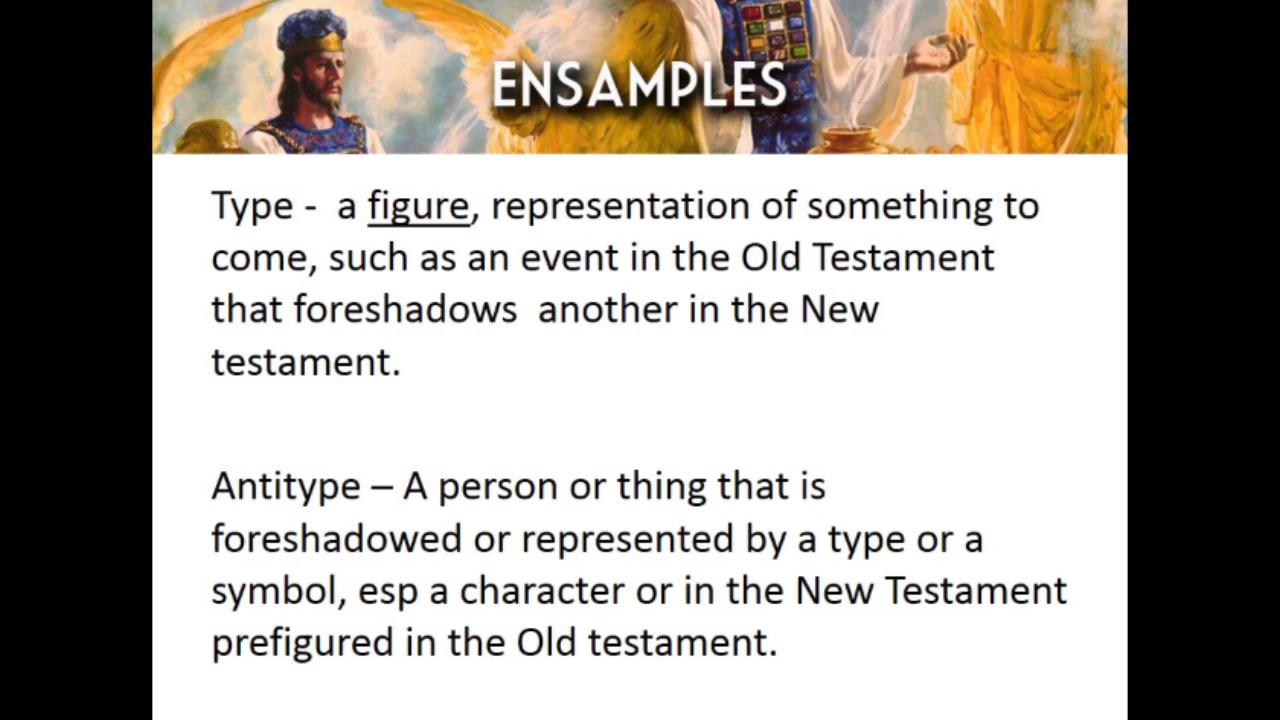 ENSAMPLES
Type -  a figure, representation of something to
come, such as an event in the Old Testament
that foreshadows  another in the New
testament.
Antitype – A person or thing that is
foreshadowed or represented by a type or a
symbol, esp a character or in the New Testament
prefigured in the Old testament.